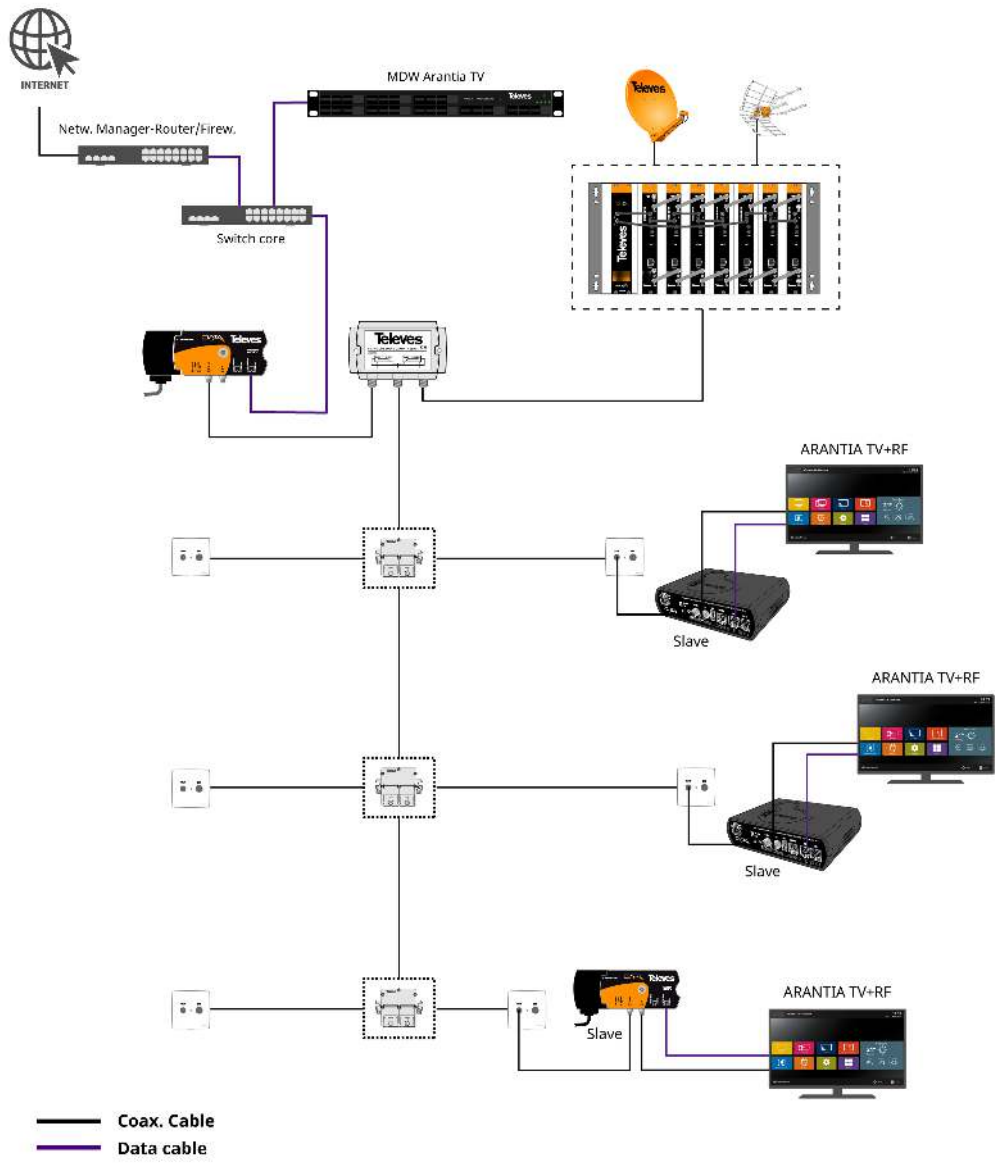 INTERNET
MDW Arantia TV
Televes
Televes
Netw. Manager-Router/Firew.
Switch core
Televes
Televes
Televes
ARANTIA TV+RF
Slave
ARANTIA TV+RF
Slave
Televes
ARANTIA TV+RF
Slave
Coax. Cable
Data cable